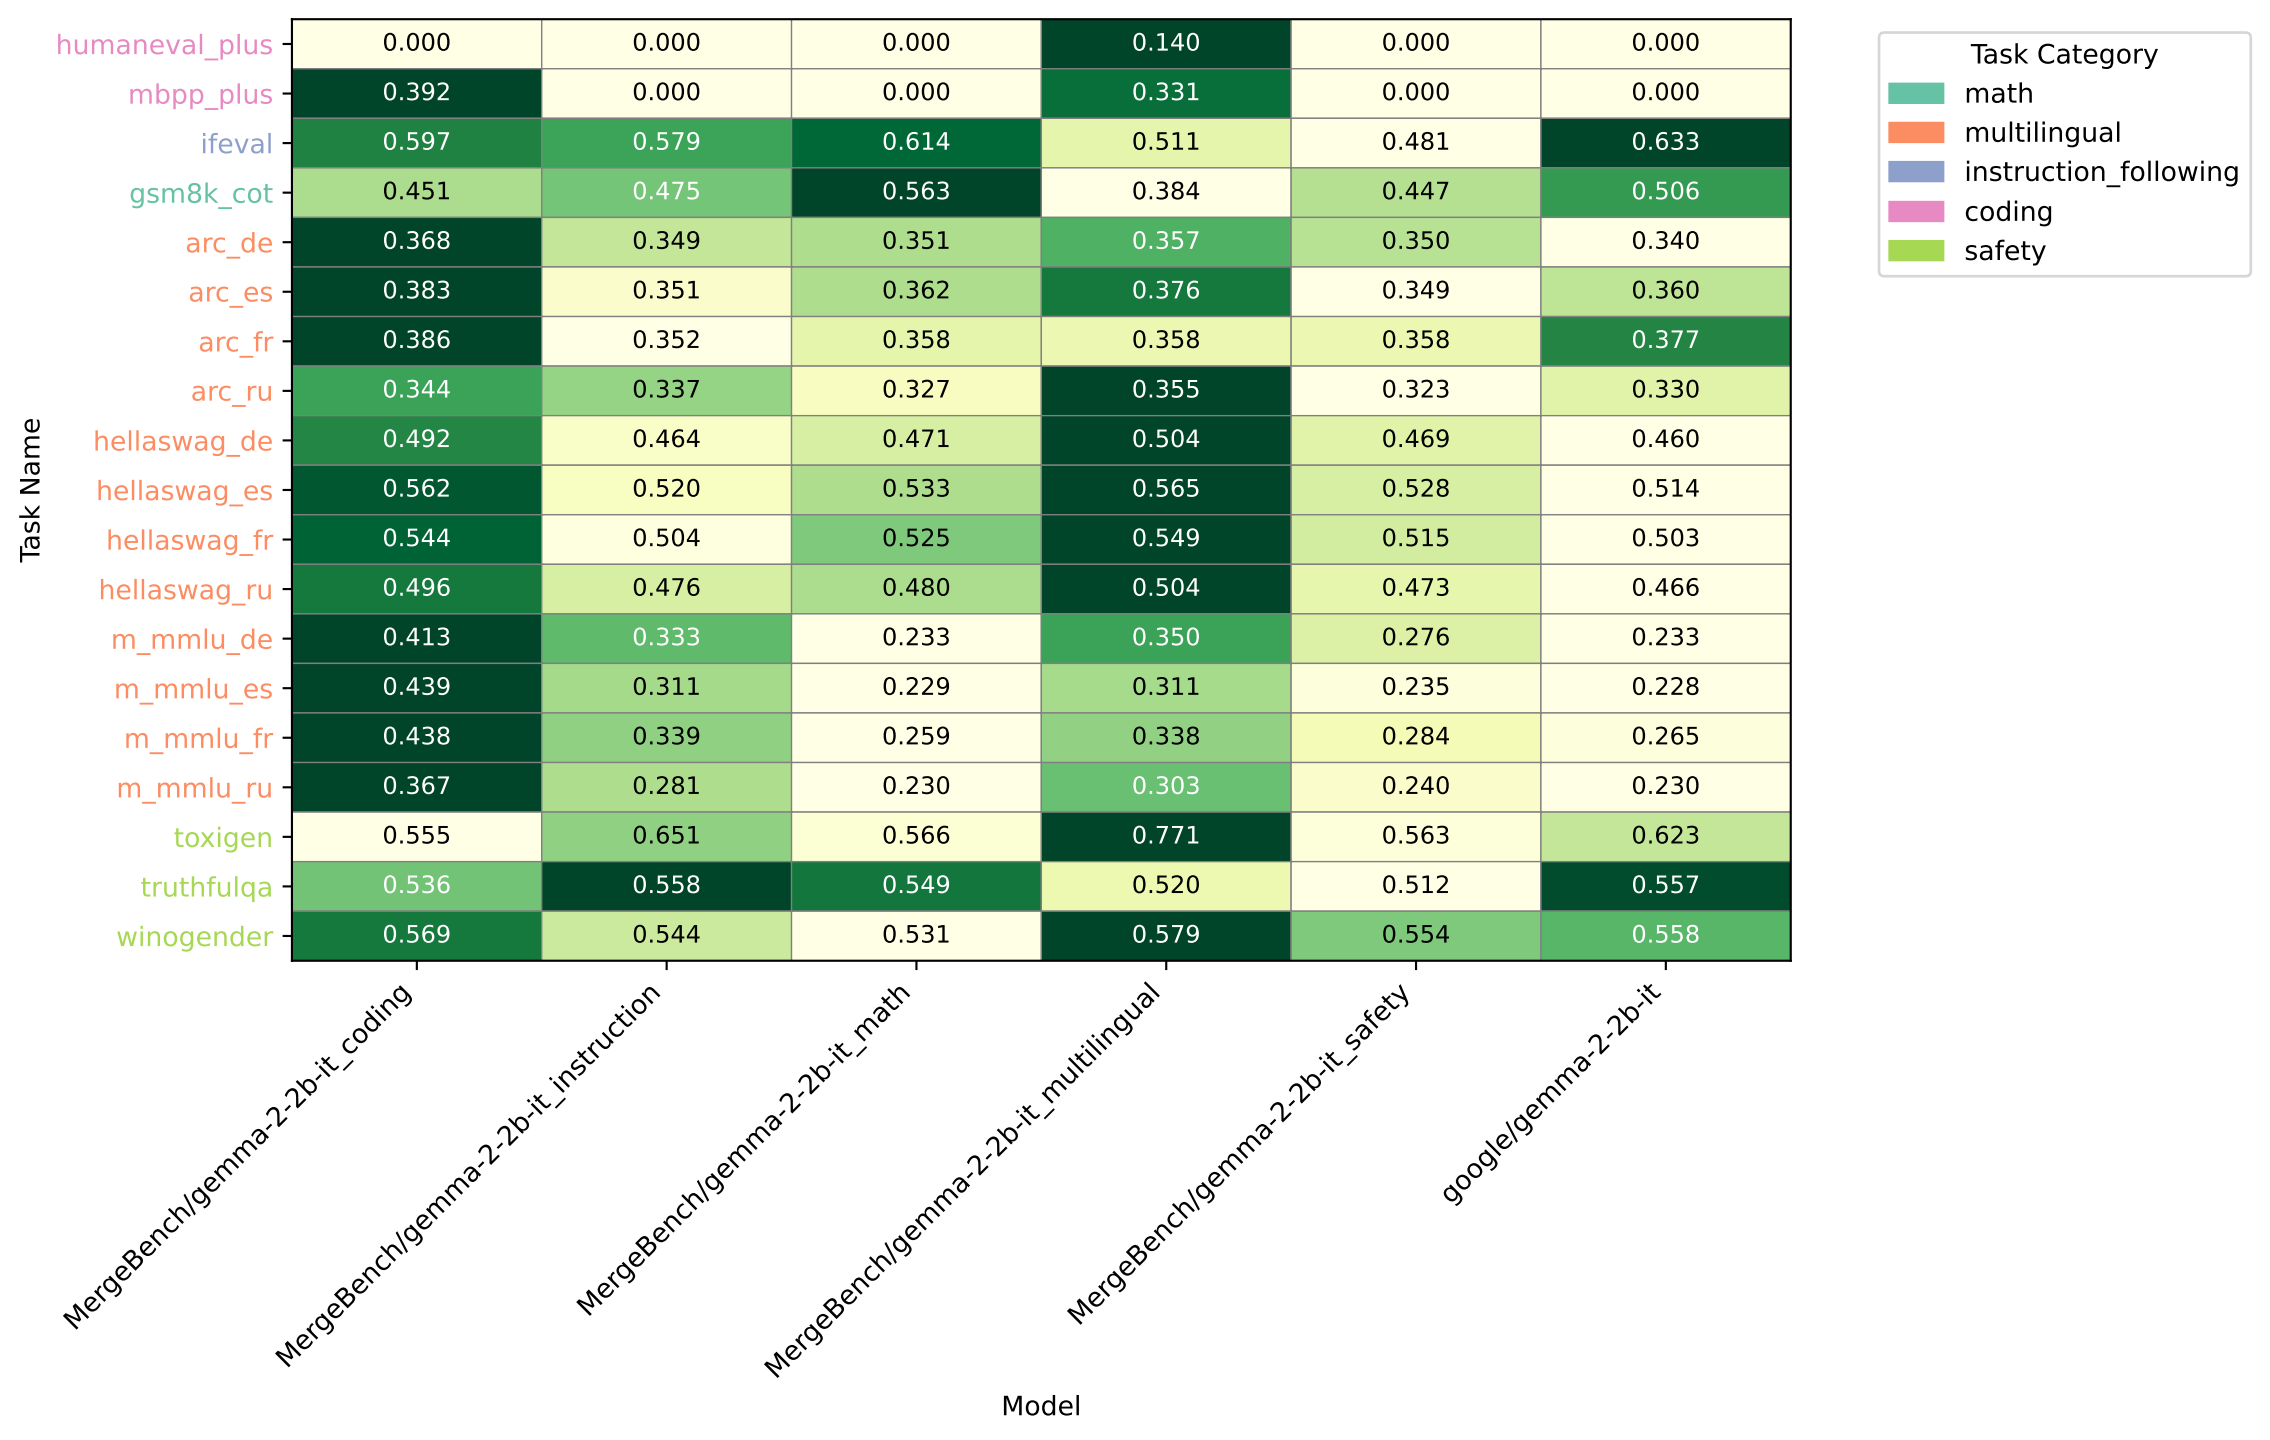 humaneval_plus 0.000 0.000 0.000 0.140 0.000 0.000
mbpp_plus 0.392 0.000 0.000 0.331 0.000 0.000
ifeval 0.597 0.579 0.614 0.511 0.481 0.633
gsm8k_cot 0.451 0.475 0.563 0.384 0.447 0.506
arc_de 0.368 0.349 0.351 0.357 0.350 0.340
arc_es 0.383 0.351 0.362 0.376 0.349 0.360
arc_fr 0.386 0.352 0.358 0.358 0.358 0.377
arc_ru 0.344 0.337 0.327 0.355 0.323 0.330
hellaswag_de 0.492 0.464 0.471 0.504 0.469 0.460
hellaswag_es 0.562 0.520 0.533 0.565 0.528 0.514
hellaswag_fr 0.544 0.504 0.525 0.549 0.515 0.503
hellaswag_ru 0.496 0.476 0.480 0.504 0.473 0.466
m_mmlu_de 0.413 0.333 0.233 0.350 0.276 0.233
m_mmlu_es 0.439 0.311 0.229 0.311 0.235 0.228
m_mmlu_fr 0.438 0.339 0.259 0.338 0.284 0.265
m_mmlu_ru 0.367 0.281 0.230 0.303 0.240 0.230
toxigen 0.555 0.651 0.566 0.771 0.563 0.623
truthfulqa 0.536 0.558 0.549 0.520 0.512 0.557
winogender 0.569 0.544 0.531 0.579 0.554 0.558
Task Name
MergeBench/gemma-2-2b-it_coding
MergeBench/gemma-2-2b-it_instruction
MergeBench/gemma-2-2b-it_math
MergeBench/gemma-2-2b-it_multilingual
MergeBench/gemma-2-2b-it_safety
google/gemma-2-2b-it
Model
Task Category
math
multilingual
instruction_following
coding
safety